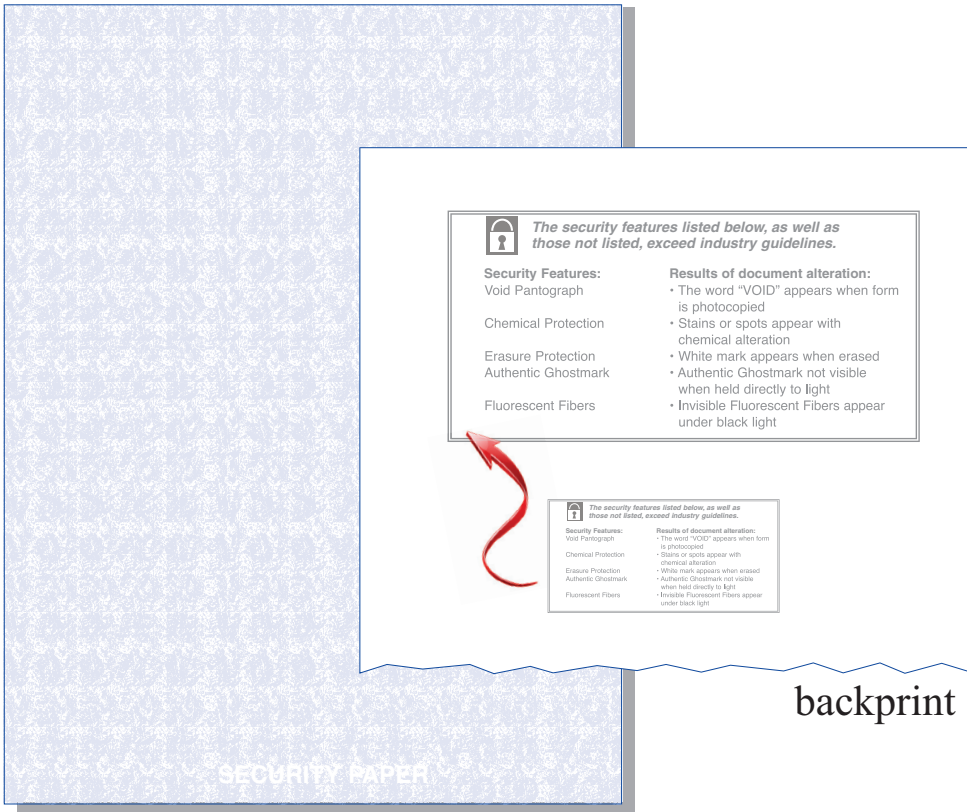 The security features listed below, as well as
those not listed, exceed industry guidelines.
Security Features: Results of document alteration:
Void Pantograph • The word “VOID” appears when form
is photocopied
Chemical Protection • Stains or spots appear with
chemical alteration
Erasure Protection • White mark appears when erased
Authentic Ghostmark • Authentic Ghostmark not visible
when held directly to light
Fluorescent Fibers • Invisible Fluorescent Fibers appear
under black light
The security features listed below, as well as
those not listed, exceed industry guidelines.
Security Features: Results of document alteration:
Void Pantograph • The word “VOID” appears when form
is photocopied
Chemical Protection • Stains or spots appear with
chemical alteration
Erasure Protection • White mark appears when erased
Authentic Ghostmark • Authentic Ghostmark not visible
when held directly to light
Fluorescent Fibers • Invisible Fluorescent Fibers appear
under black light
backprint
SECURITY PAPER